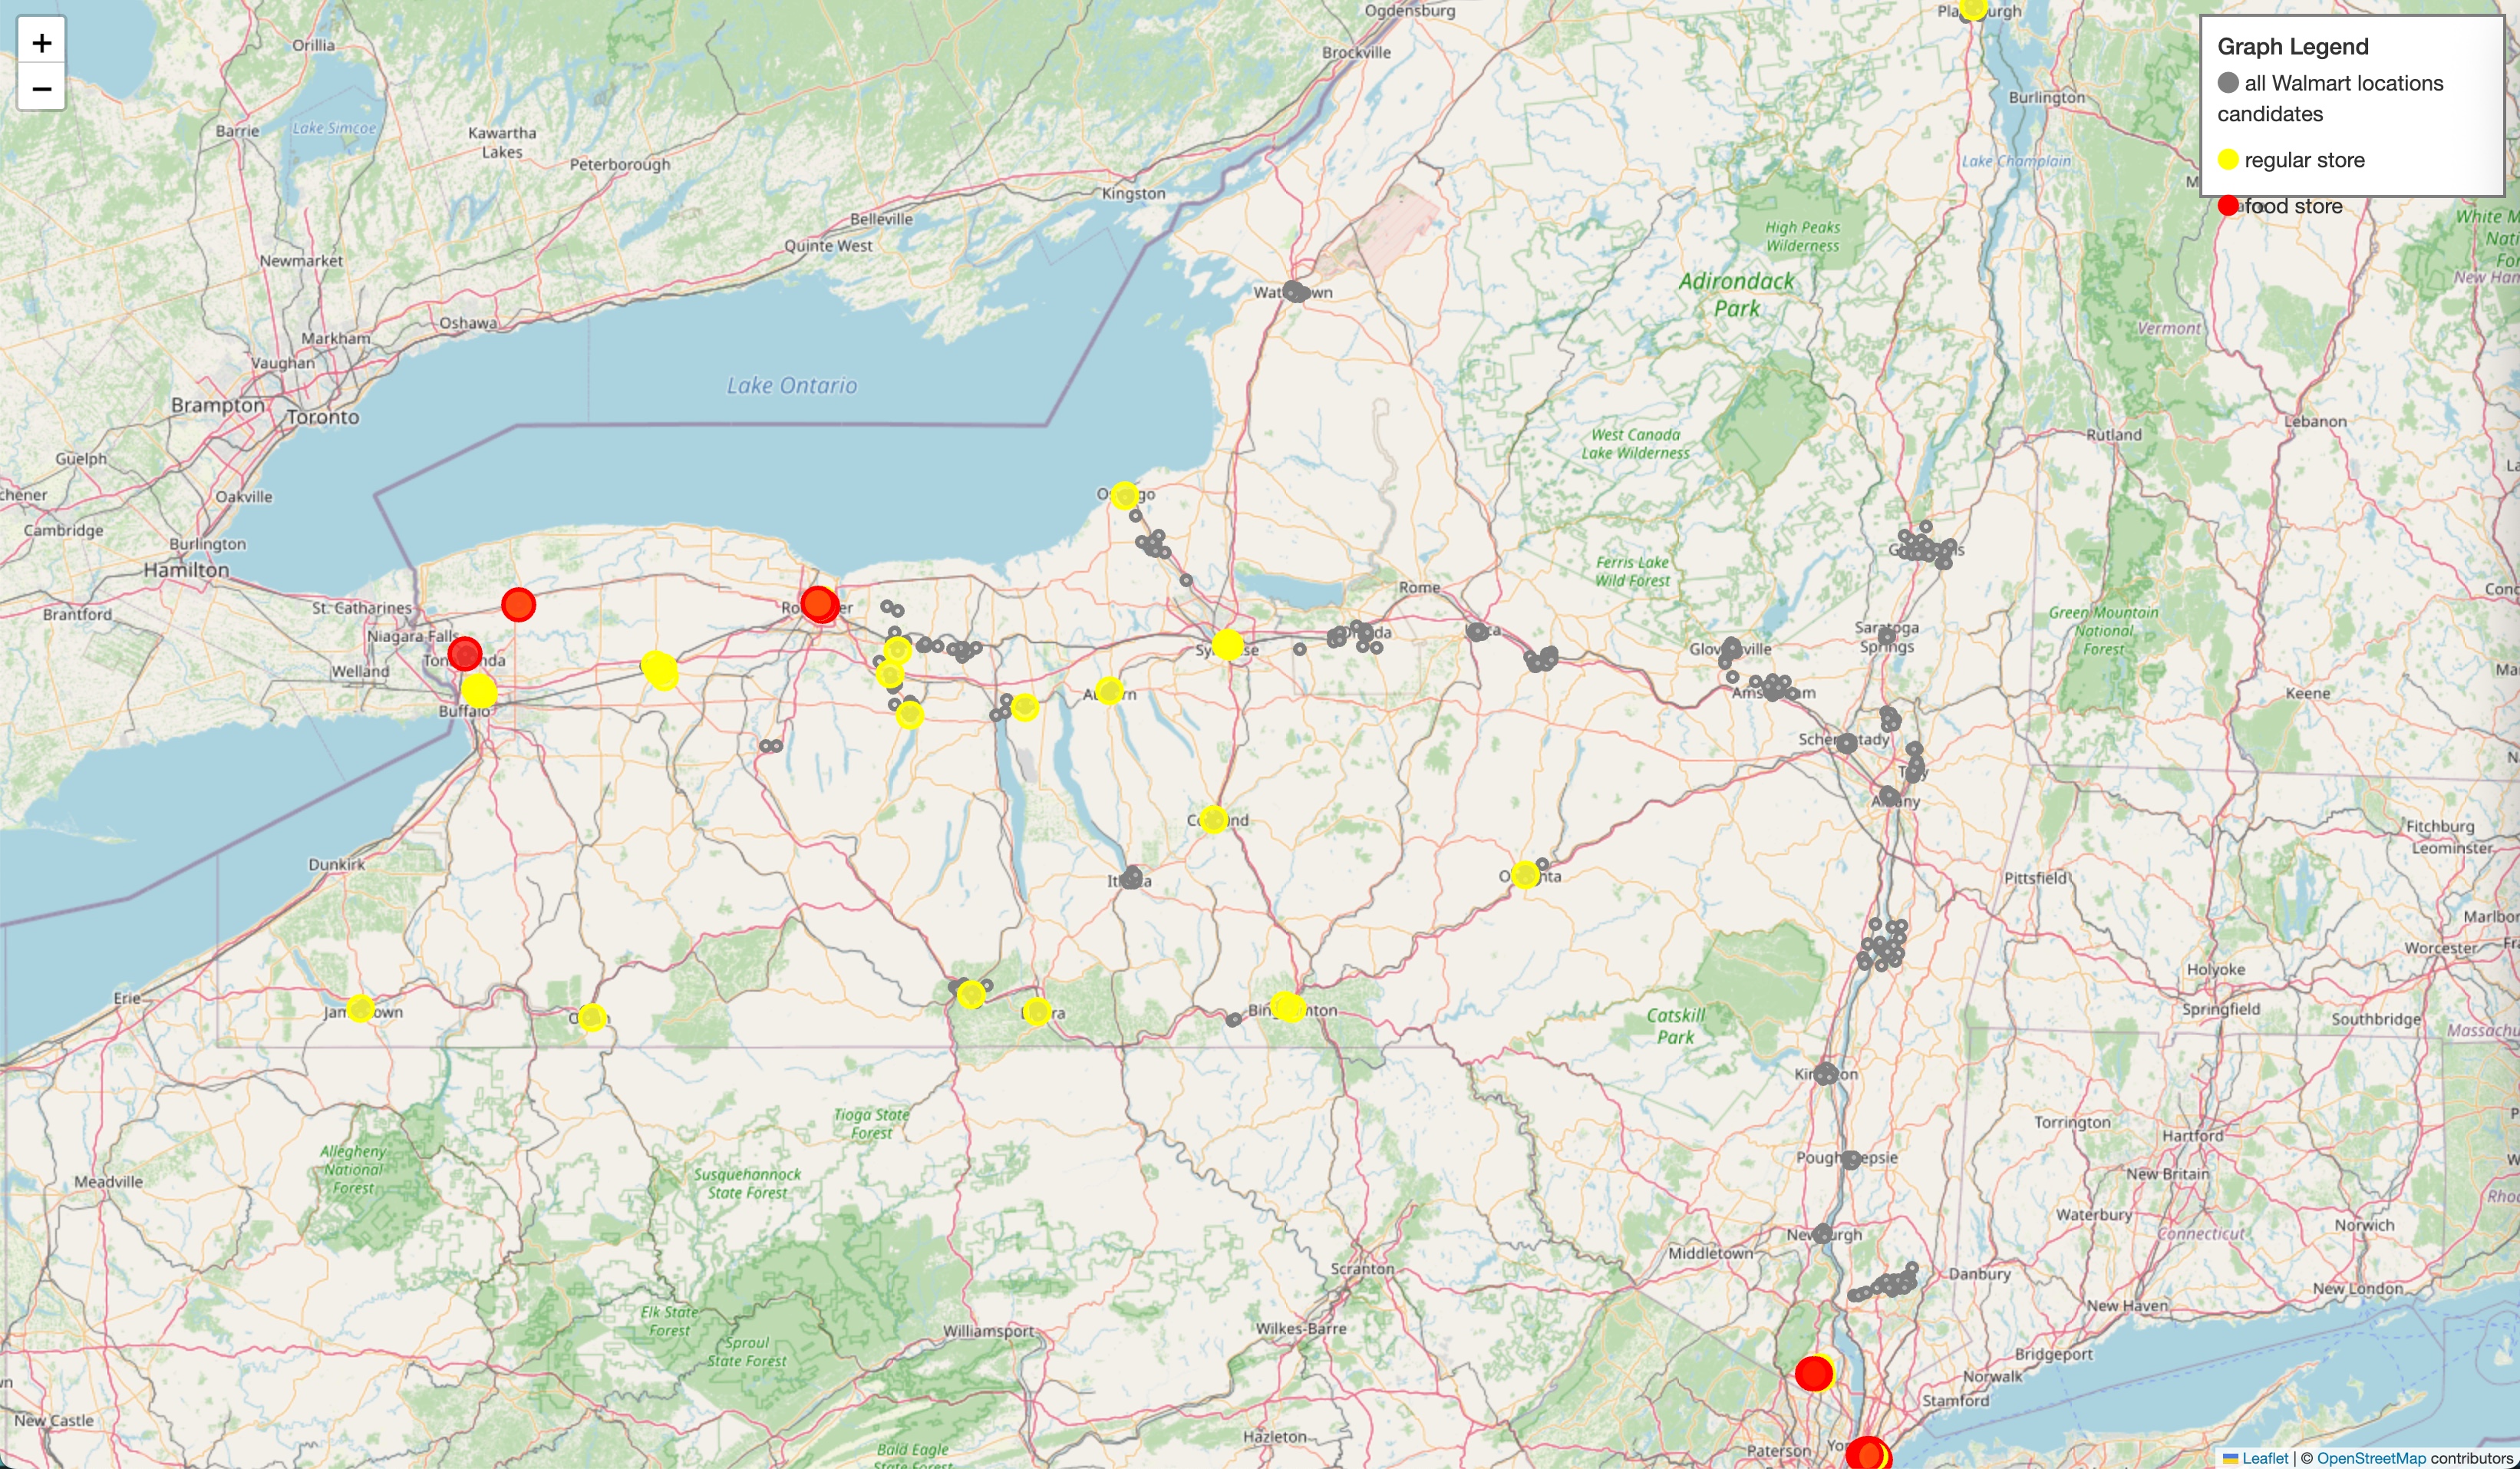 +
−
Graph Legend
all Walmart locations
candidates
regular store
food store
Ogdensburg
Brockville
Orillia
Barrie
Lake Simcoe
Kawartha
Lakes
Peterborough
Kingston
Belleville
Quinte West
Newmarket
Oshawa
Markham
Vaughan
Brampton
Toronto
Lake Ontario
Guelph
Oakville
Cambridge
Burlington
Hamilton
Brantford
St. Catharines
Niagara Falls
Welland
Buffalo
Burlington
Lake Champlain
High Peaks
Wilderness
Adirondack
Park
Vermont
West Canada
Lake Wilderness
Rutland
Lebanon
Ferris Lake
Wild Forest
Rome
Green Mountain
National
Forest
Saratoga
Springs
Keene
Fitchburg
Leominster
Pittsfield
Dunkirk
Worcester
Holyoke
Springfield
Southbridge
Erie
Catskill
Park
Tioga State
Forest
Torrington
Hartford
New Britain
Allegheny
National
Forest
Susquehannock
State Forest
Meadville
Waterbury
Norwich
Connecticut
Middletown
Scranton
Danbury
New London
New Haven
Elk State
Forest
Sproul
State Forest
Williamsport
Wilkes-Barre
Bridgeport
Norwalk
Stamford
New Castle
Hazleton
Paterson
Bald Eagle
State Forest
Leaflet | © OpenStreetMap contributors